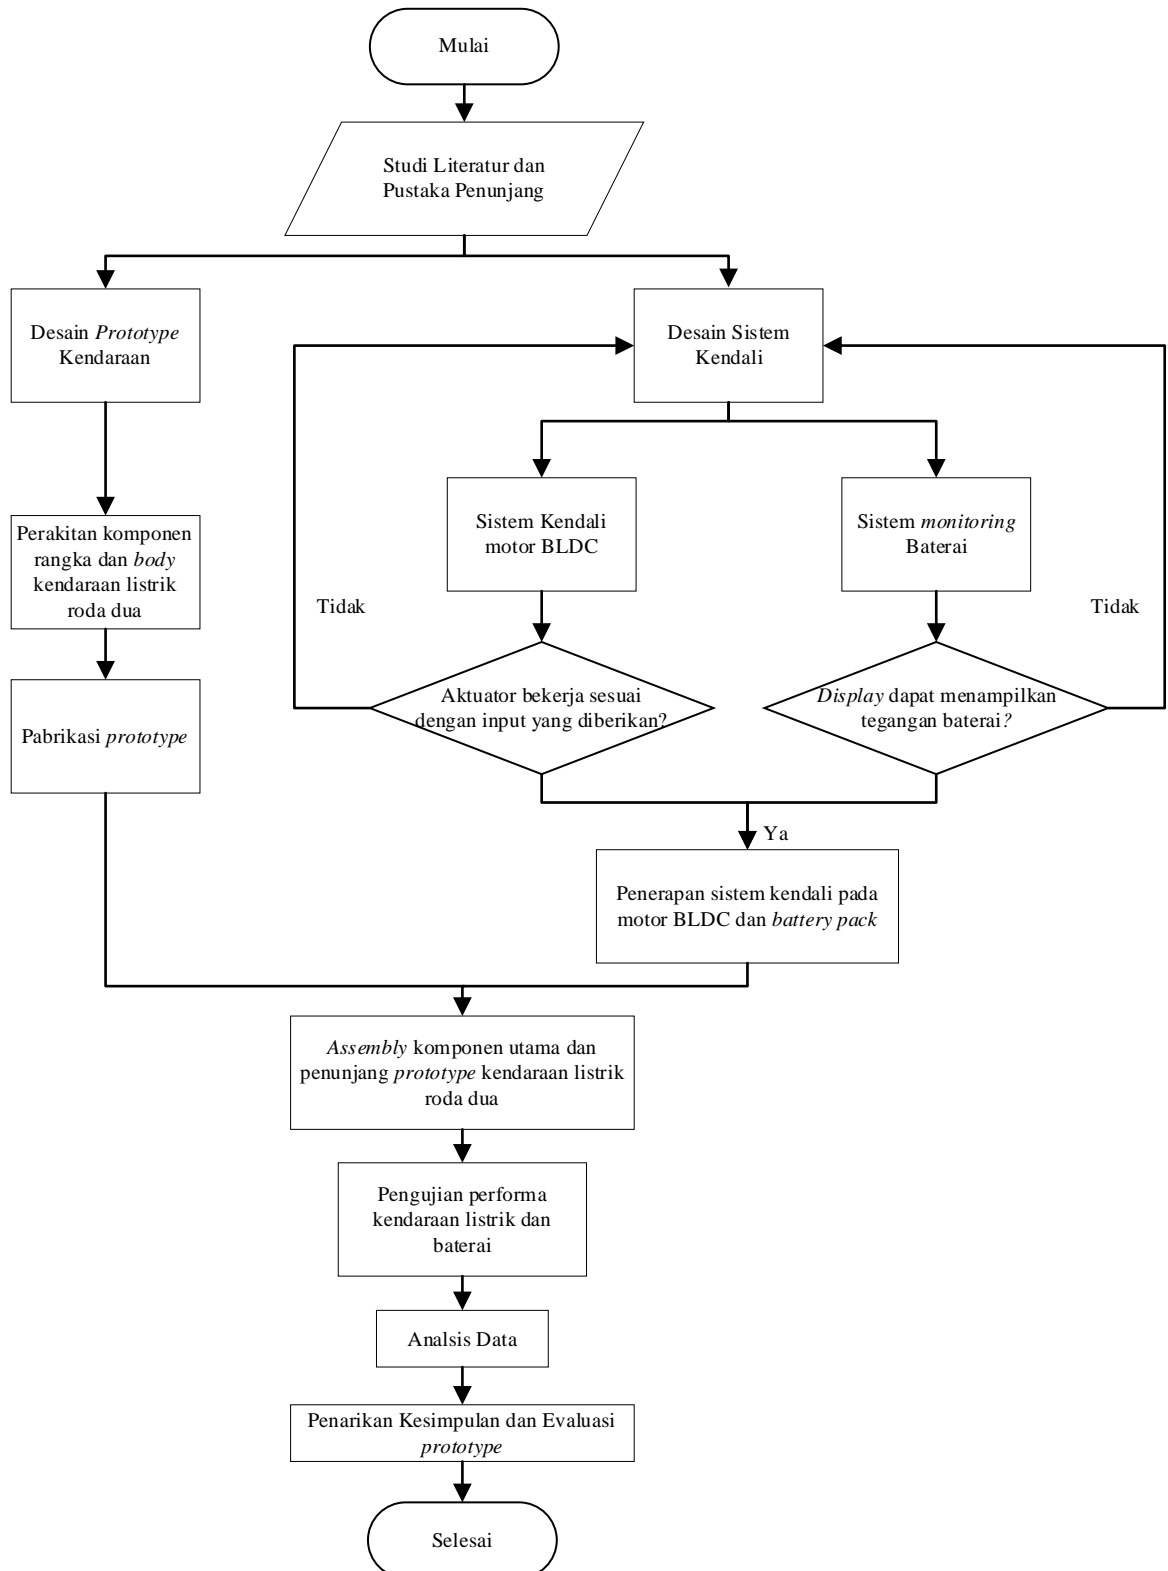 Mulai
Studi Literatur dan
Pustaka Penunjang
Desain Prototype
Kendaraan
Desain Sistem
Kendali
Perakitan komponen
rangka dan body
kendaraan listrik
roda dua
Sistem Kendali
motor BLDC
Sistem monitoring
Baterai
Tidak
Tidak
Pabrikasi prototype
Aktuator bekerja sesuai
dengan input yang diberikan?
Display dapat menampilkan
tegangan baterai?
Ya
Penerapan sistem kendali pada
motor BLDC dan battery pack
Assembly komponen utama dan
penunjang prototype kendaraan listrik
roda dua
Pengujian performa
kendaraan listrik dan
baterai
Analsis Data
Penarikan Kesimpulan dan Evaluasi
prototype
Selesai